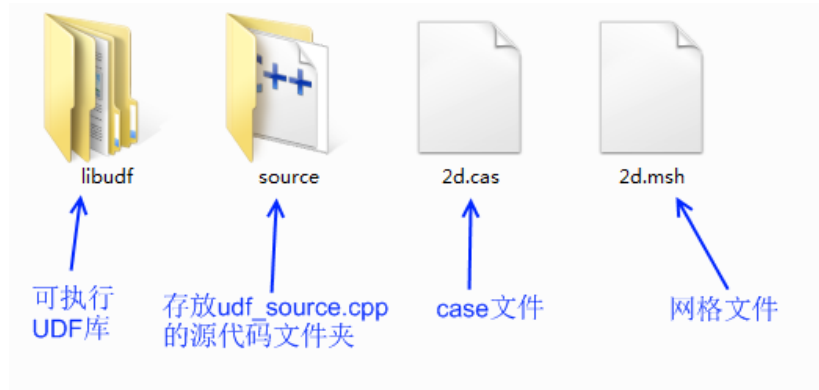 libudf
source
2d.cas
2d.msh
可执行
UDF库
存放udf_source.cpp
的源代码文件夹
case文件
网格文件